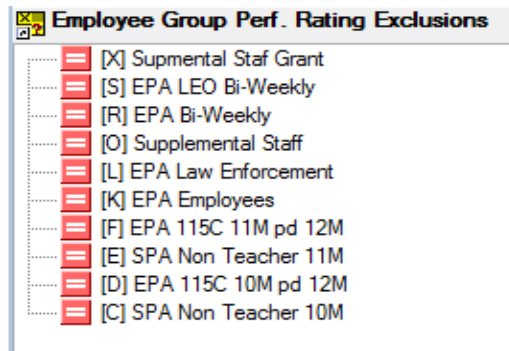 Employee Group Perf. Rating Exclusions
[X] Supmental Staf Grant
[S] EPA LEO Bi-Weekly
[R] EPA Bi-Weekly
[O] Supplemental Staff
[L] EPA Law Enforcement
[K] EPA Employees
[F] EPA 115C 11M pd 12M
[E] SPA Non Teacher 11M
[D] EPA 115C 10M pd 12M
[C] SPA Non Teacher 10M